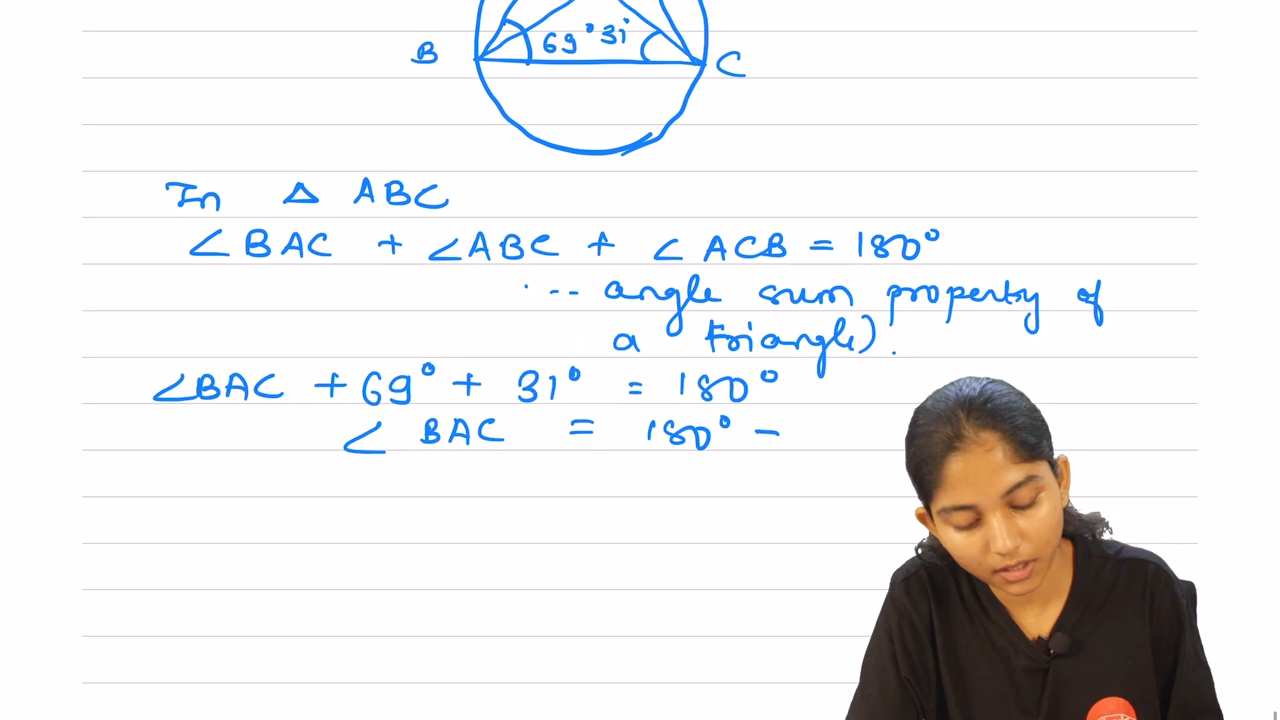 69° 31°
B C
In Δ ABC
∠BAC + ∠ABC + ∠ACB = 180°
... angle sum property of
a triangle).
∠BAC + 69° + 31° = 180°
∠BAC = 180° -